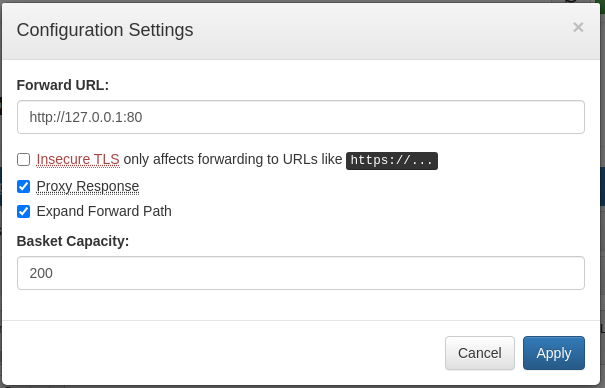 Configuration Settings
×
Forward URL:
http://127.0.0.1:80
Insecure TLS only affects forwarding to URLs like https://...
Proxy Response
Expand Forward Path
Basket Capacity:
200
Cancel
Apply